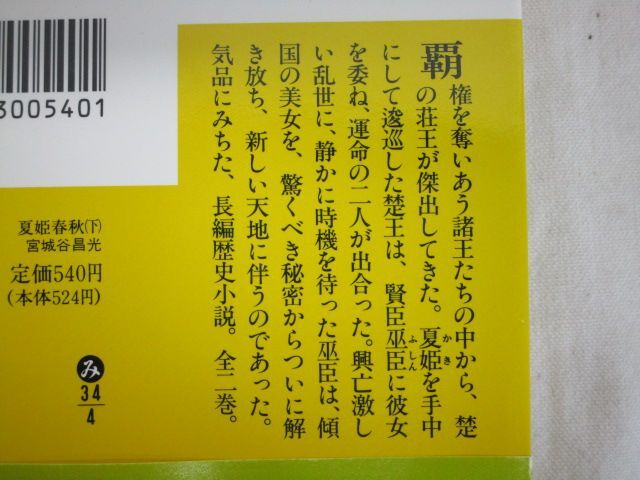 覇権を奪いあう諸王たちの中から、楚
の荘王が傑出してきた。夏姫を手中
かき
にして逡巡した楚王は、賢臣巫臣に彼女
ふしん
を委ね、運命の二人が出合った。興亡激し
い乱世に、静かに時機を待った巫臣は、傾
国の美女を、驚くべき秘密からついに解
き放ち、新しい天地に伴うのであった。
気品にみちた、長編歴史小説。全二巻。
3005401
夏姫春秋(下)
宮城谷昌光
定価540円
(本体524円)
み
34
4